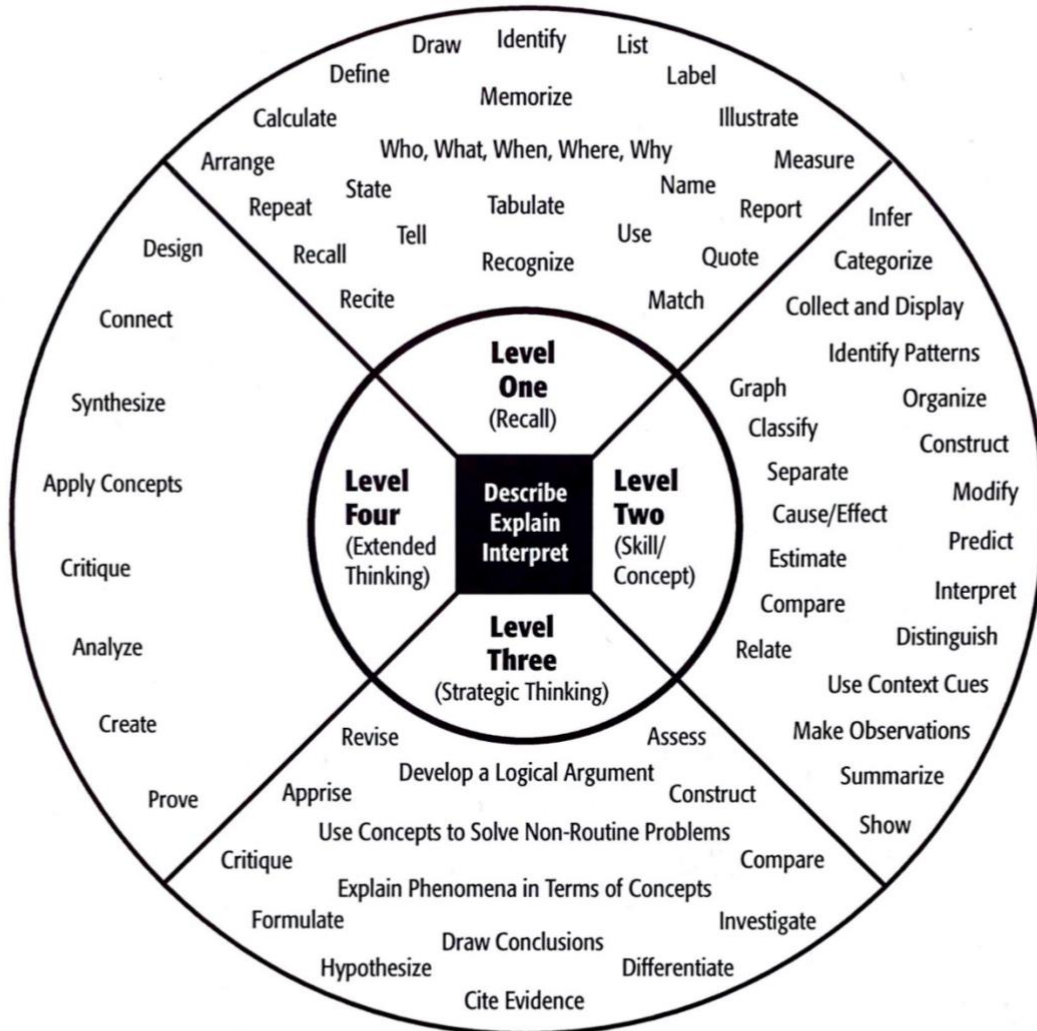 Draw
Identify
List
Define
Label
Memorize
Calculate
Illustrate
Who, What, When, Where, Why
Arrange
Measure
State
Name
Repeat
Tabulate
Report
Tell
Use
Recall
Recognize
Quote
Recite
Match
Level
One
(Recall)
Infer
Categorize
Collect and Display
Identify Patterns
Graph
Organize
Classify
Construct
Separate
Modify
Cause/Effect
Predict
Estimate
Interpret
Compare
Distinguish
Relate
Use Context Cues
Make Observations
Summarize
Show
Level
Two
(Skill/
Concept)
Describe
Explain
Interpret
Level
Three
(Strategic Thinking)
Revise
Assess
Develop a Logical Argument
Apprise
Construct
Use Concepts to Solve Non-Routine Problems
Critique
Compare
Explain Phenomena in Terms of Concepts
Formulate
Investigate
Draw Conclusions
Hypothesize
Differentiate
Cite Evidence
Level
Four
(Extended
Thinking)
Design
Connect
Synthesize
Apply Concepts
Critique
Analyze
Create
Prove